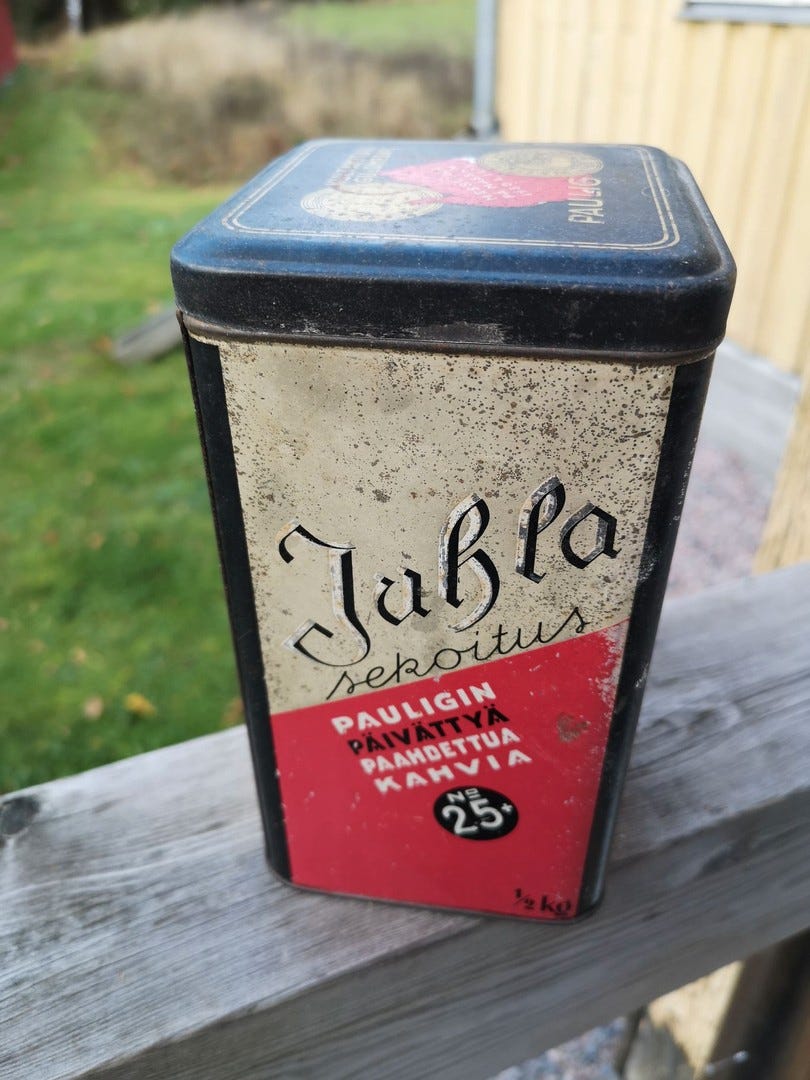 PAULIG
Juhla
sekoitus
PAULIGIN
PÄIVÄTTYÄ
PAAHDETTUA
KAHVIA
No
25+
½ kg